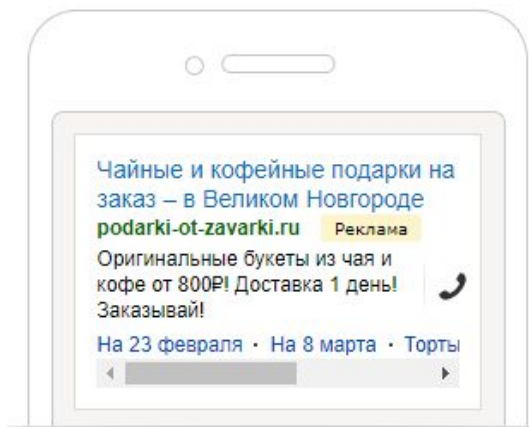 Чайные и кофейные подарки на
заказ – в Великом Новгороде
podarki-ot-zavarki.ru Реклама
Оригинальные букеты из чая и
кофе от 800₽! Доставка 1 день!
Заказывай!
На 23 февраля · На 8 марта · Торты